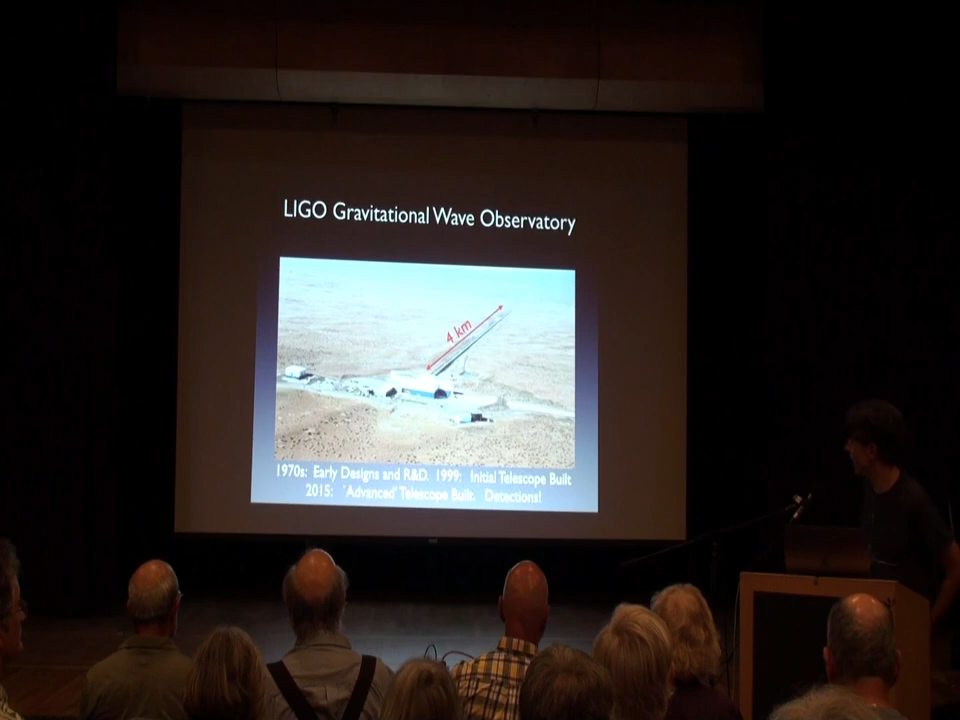 LIGO Gravitational Wave Observatory
4 km
1970s: Early Designs and R&D. 1999: Initial Telescope Built
2015: 'Advanced' Telescope Built. Detections!